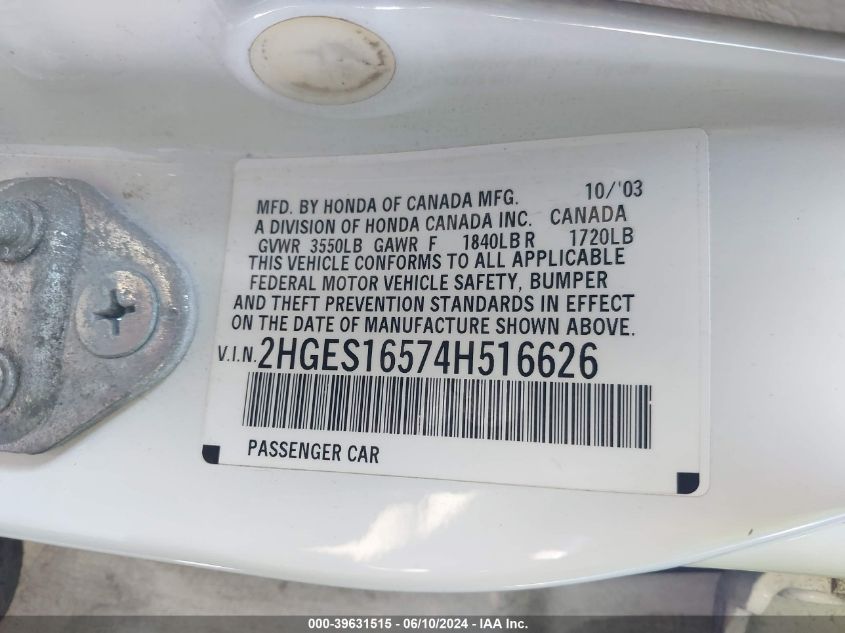 MFD. BY HONDA OF CANADA MFG. 10/'03
A DIVISION OF HONDA CANADA INC. CANADA
GVWR 3550LB GAWR F 1840LB R 1720LB
THIS VEHICLE CONFORMS TO ALL APPLICABLE
FEDERAL MOTOR VEHICLE SAFETY, BUMPER
AND THEFT PREVENTION STANDARDS IN EFFECT
ON THE DATE OF MANUFACTURE SHOWN ABOVE.
V.I.N. 2HGES16574H516626
PASSENGER CAR
000-39631515 - 06/10/2024 - IAA Inc.